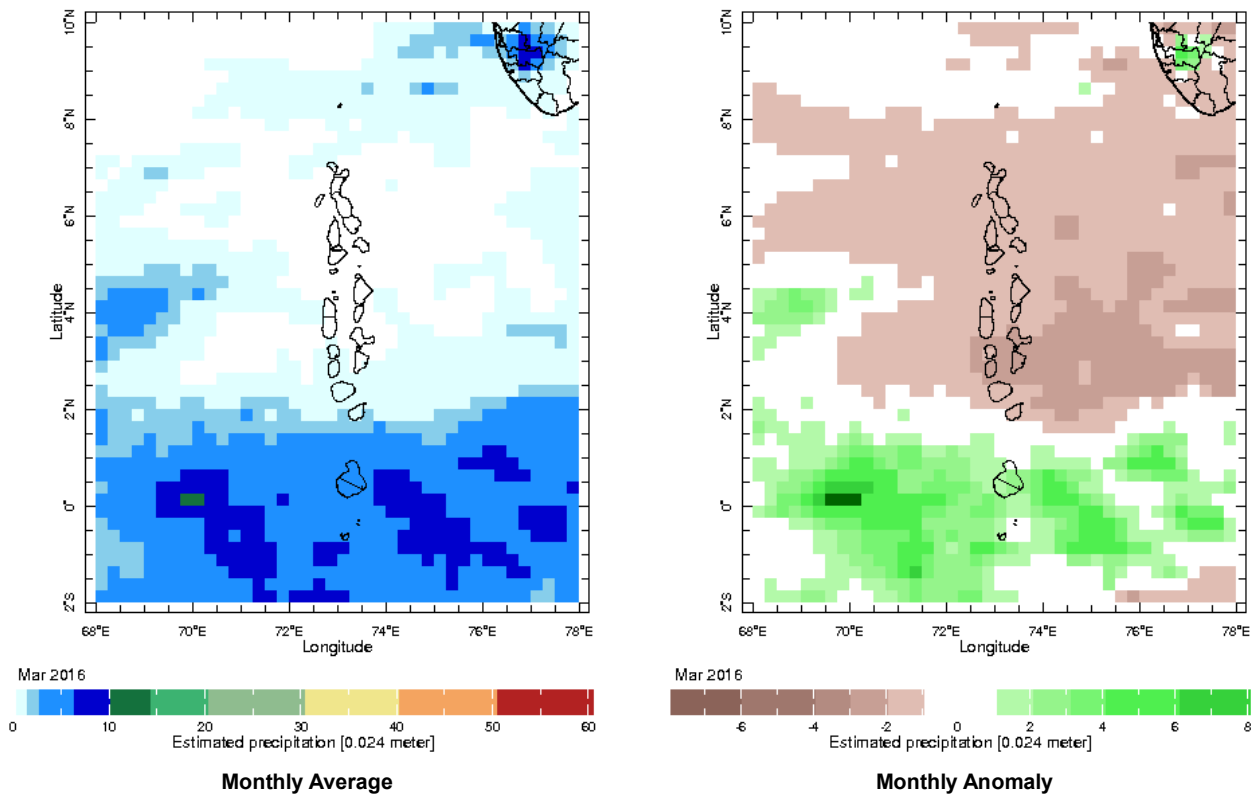 10°N
8°N
6°N
4°N
2°N
0°
2°S
Latitude
68°E 70°E 72°E 74°E 76°E 78°E
Longitude
Mar 2016
0 10 20 30 40 50 60
Estimated precipitation [0.024 meter]
Monthly Average
10°N
8°N
6°N
4°N
2°N
0°
2°S
Latitude
68°E 70°E 72°E 74°E 76°E 78°E
Longitude
Mar 2016
-6 -4 -2 0 2 4 6 8
Estimated precipitation [0.024 meter]
Monthly Anomaly